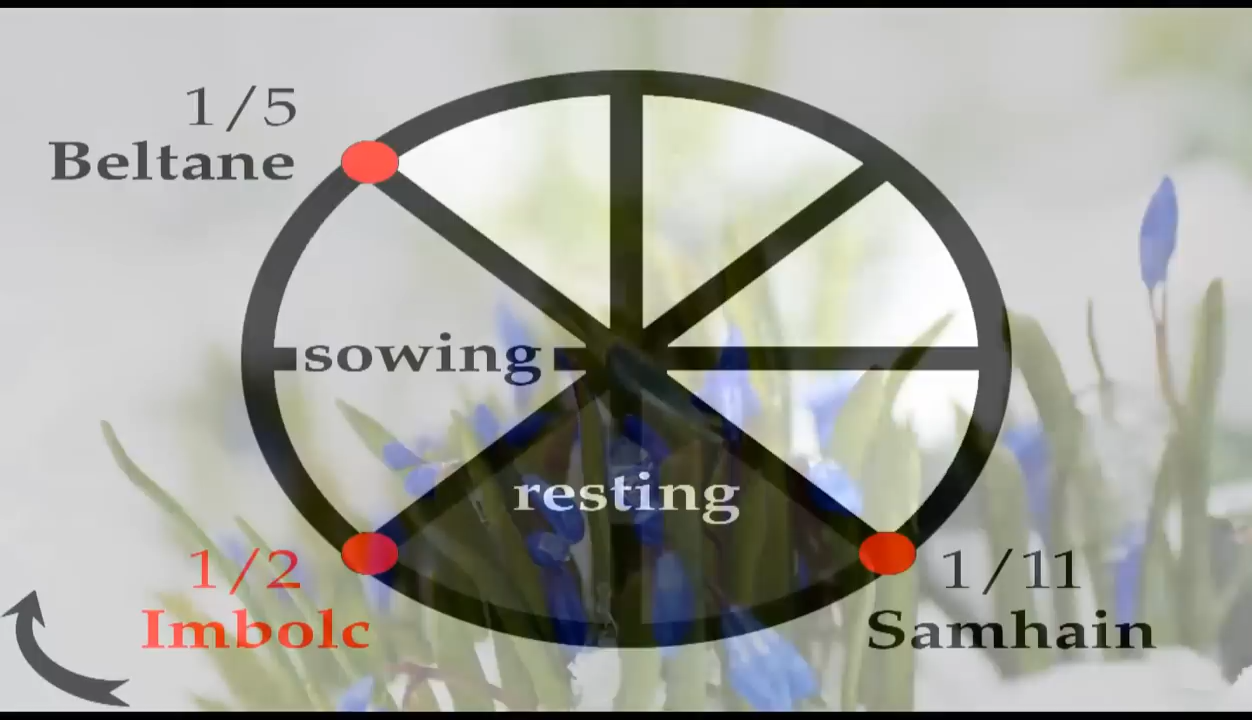 1/5
Beltane
sowing
resting
1/2
Imbolc
1/11
Samhain